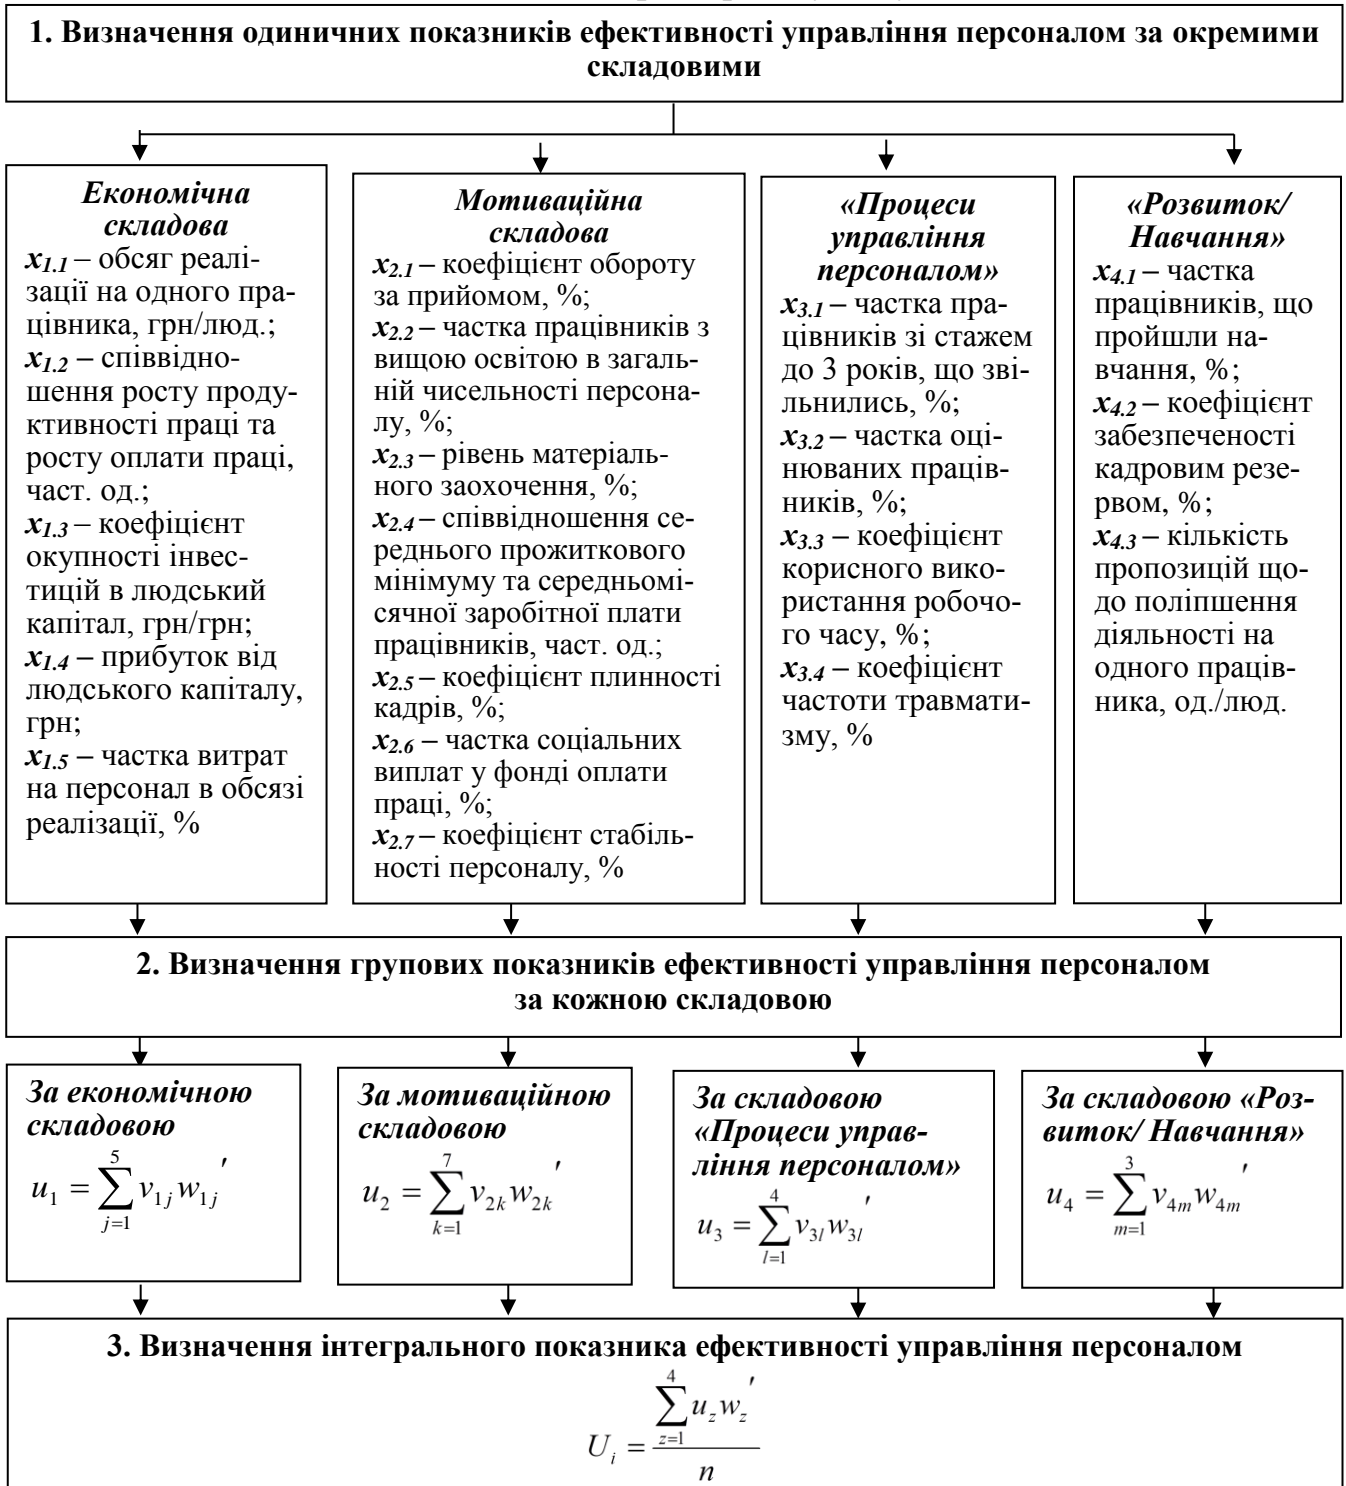 1. Визначення одиничних показників ефективності управління персоналом за окремими
складовими
Економічна
складова
x1.1 – обсяг реалі-
зації на одного пра-
цівника, грн/люд.;
x1.2 – співвідно-
шення росту проду-
ктивності праці та
росту оплати праці,
част. од.;
x1.3 – коефіцієнт
окупності інвес-
тицій в людський
капітал, грн/грн;
x1.4 – прибуток від
людського капіталу,
грн;
x1.5 – частка витрат
на персонал в обсязі
реалізації, %
Мотиваційна
складова
x2.1 – коефіцієнт обороту
за прийомом, %;
x2.2 – частка працівників з
вищою освітою в загаль-
ній чисельності персона-
лу, %;
x2.3 – рівень матеріаль-
ного заохочення, %;
x2.4 – співвідношення се-
реднього прожиткового
мінімуму та середньомі-
сячної заробітної плати
працівників, част. од.;
x2.5 – коефіцієнт плинності
кадрів, %;
x2.6 – частка соціальних
виплат у фонді оплати
праці, %;
x2.7 – коефіцієнт стабіль-
ності персоналу, %
«Процеси
управління
персоналом»
x3.1 – частка пра-
цівників зі стажем
до 3 років, що зві-
льнились, %;
x3.2 – частка оці-
нюваних праців-
ників, %;
x3.3 – коефіцієнт
корисного вико-
ристання робочо-
го часу, %;
x3.4 – коефіцієнт
частоти травмати-
зму, %
«Розвиток/
Навчання»
x4.1 – частка
працівників, що
пройшли на-
вчання, %;
x4.2 – коефіцієнт
забезпеченості
кадровим резе-
рвом, %;
x4.3 – кількість
пропозицій що-
до поліпшення
діяльності на
одного праців-
ника, од./люд.
2. Визначення групових показників ефективності управління персоналом
за кожною складовою
За економічною
складовою
u1 = ∑_{j=1}^{5} v1j w1j′
За мотиваційною
складовою
u2 = ∑_{k=1}^{7} v2k w2k′
За складовою
«Процеси управ-
ління персоналом»
u3 = ∑_{l=1}^{4} v3l w3l′
За складовою «Роз-
виток/ Навчання»
u4 = ∑_{m=1}^{3} v4m w4m′
3. Визначення інтегрального показника ефективності управління персоналом
Ui = (∑_{z=1}^{4} uz wz′) / n